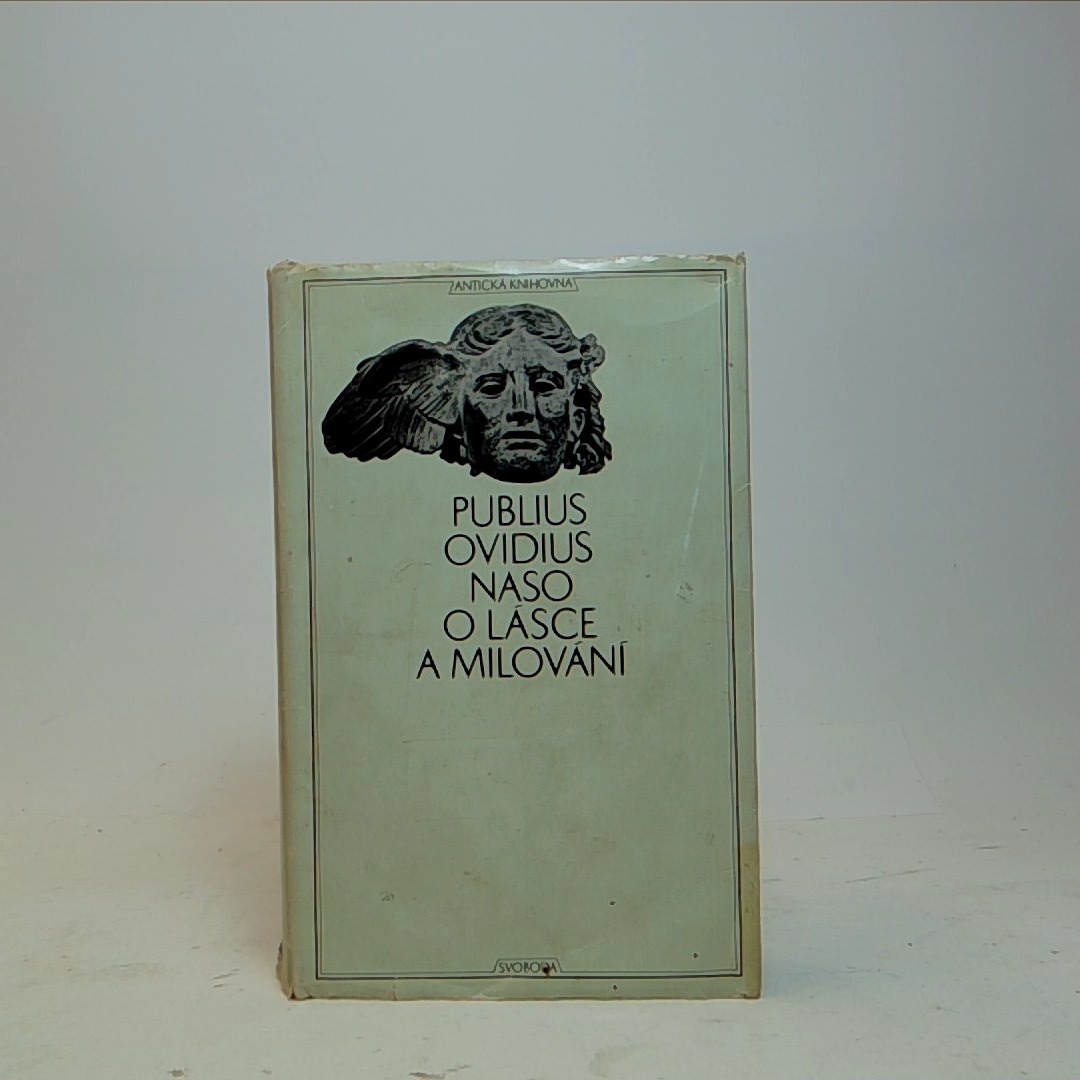 ANTICKÁ KNIHOVNA
PUBLIUS
OVIDIUS
NASO
O LÁSCE
A MILOVÁNÍ
SVOBODA